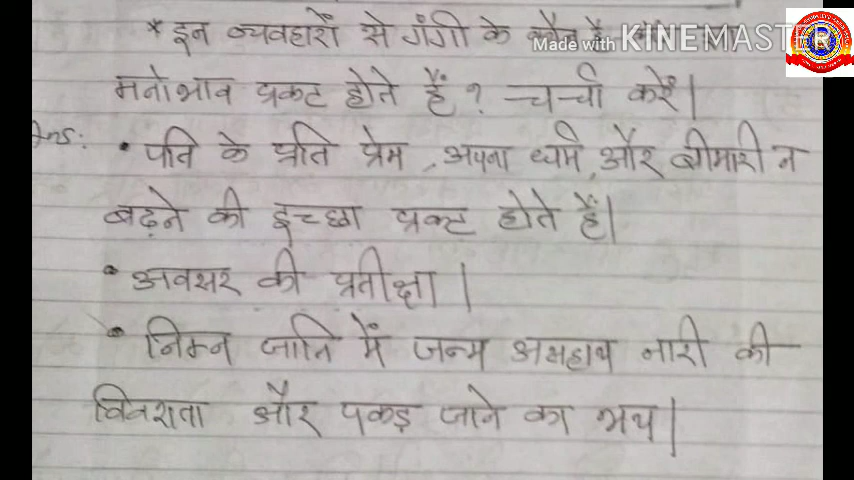 * इन व्यवहारों से गंगी के कौन
Made with KINEMASTER
मनोभाव प्रकट होते हैं? चर्चा करें।
Ans: • पति के प्रति प्रेम, अपना धर्म, और बीमारी न
बढ़ने की इच्छा प्रकट होते हैं।
• अवसर की प्रतीक्षा।
• निम्न जाति में जन्म असहाय नारी की
विवशता और पकड़ जाने का भय।